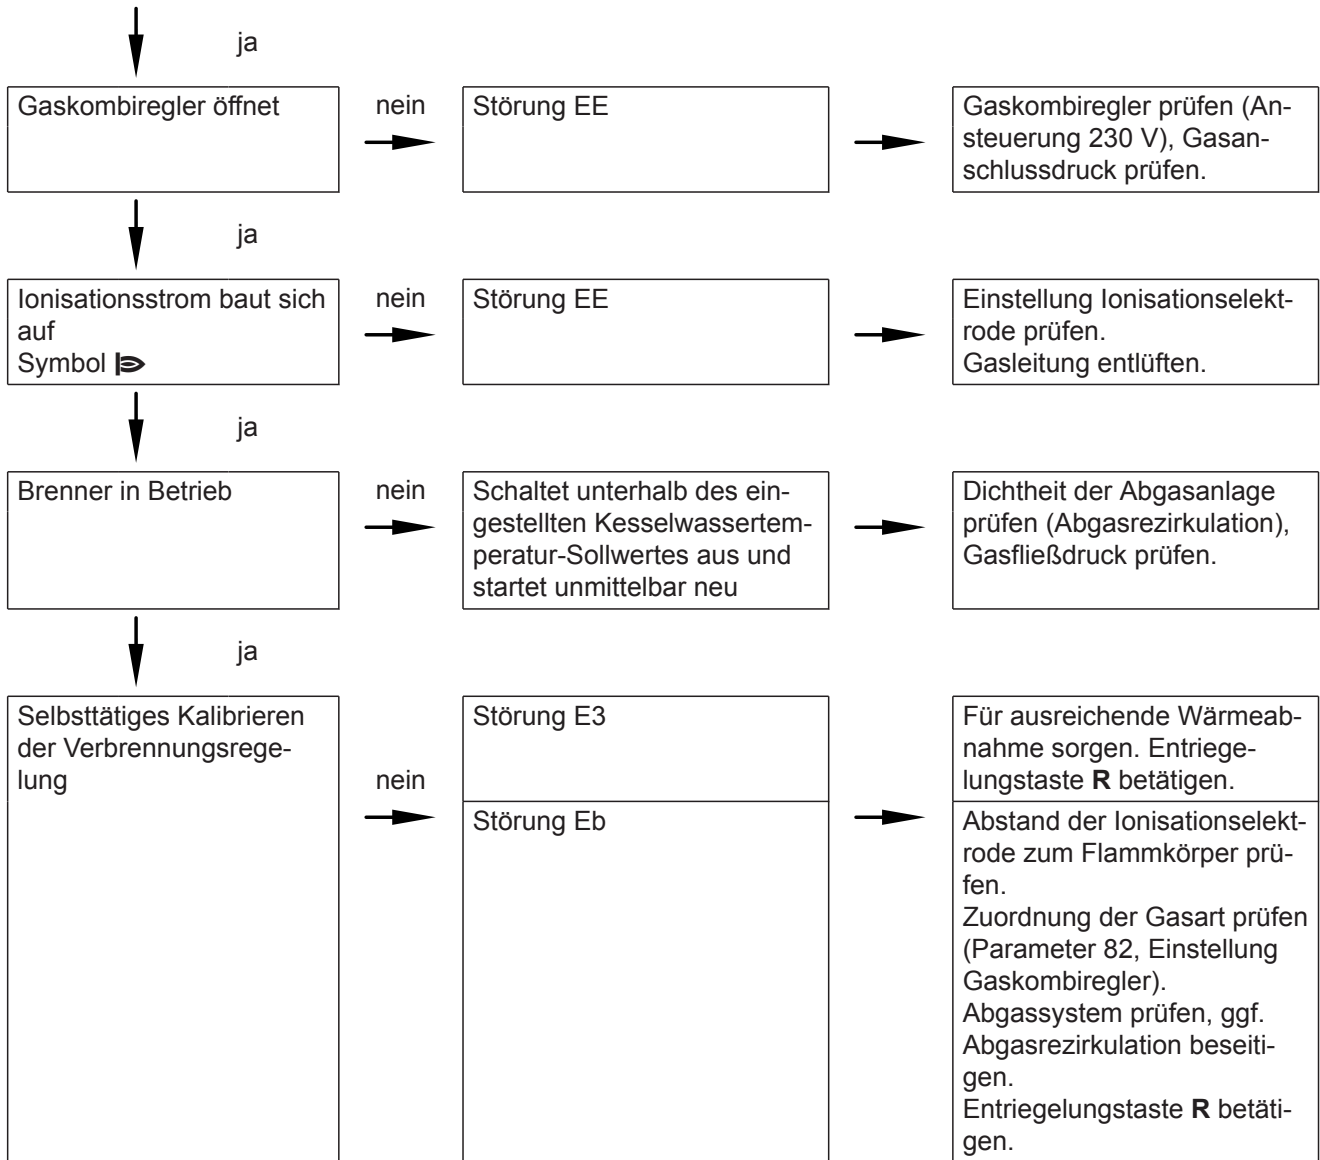 ja
Gaskombiregler öffnet
nein
Störung EE
Gaskombiregler prüfen (An-
steuerung 230 V), Gasan-
schlussdruck prüfen.
ja
Ionisationsstrom baut sich
auf
Symbol
nein
Störung EE
Einstellung Ionisationselekt-
rode prüfen.
Gasleitung entlüften.
ja
Brenner in Betrieb
nein
Schaltet unterhalb des ein-
gestellten Kesselwassertem-
peratur-Sollwertes aus und
startet unmittelbar neu
Dichtheit der Abgasanlage
prüfen (Abgasrezirkulation),
Gasfließdruck prüfen.
ja
Selbsttätiges Kalibrieren
der Verbrennungsrege-
lung
nein
Störung E3
Für ausreichende Wärmeab-
nahme sorgen. Entriege-
lungstaste R betätigen.
Störung Eb
Abstand der Ionisationselekt-
rode zum Flammkörper prü-
fen.
Zuordnung der Gasart prüfen
(Parameter 82, Einstellung
Gaskombiregler).
Abgassystem prüfen, ggf.
Abgasrezirkulation beseiti-
gen.
Entriegelungstaste R betäti-
gen.